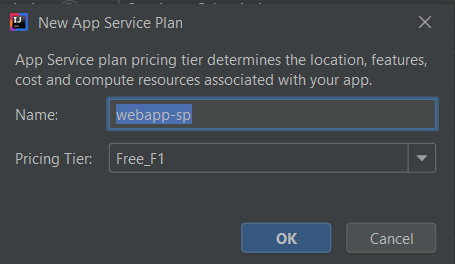 IJ
New App Service Plan
App Service plan pricing tier determines the location, features,
cost and compute resources associated with your app.
Name: webapp-sp
Pricing Tier: Free_F1
OK Cancel